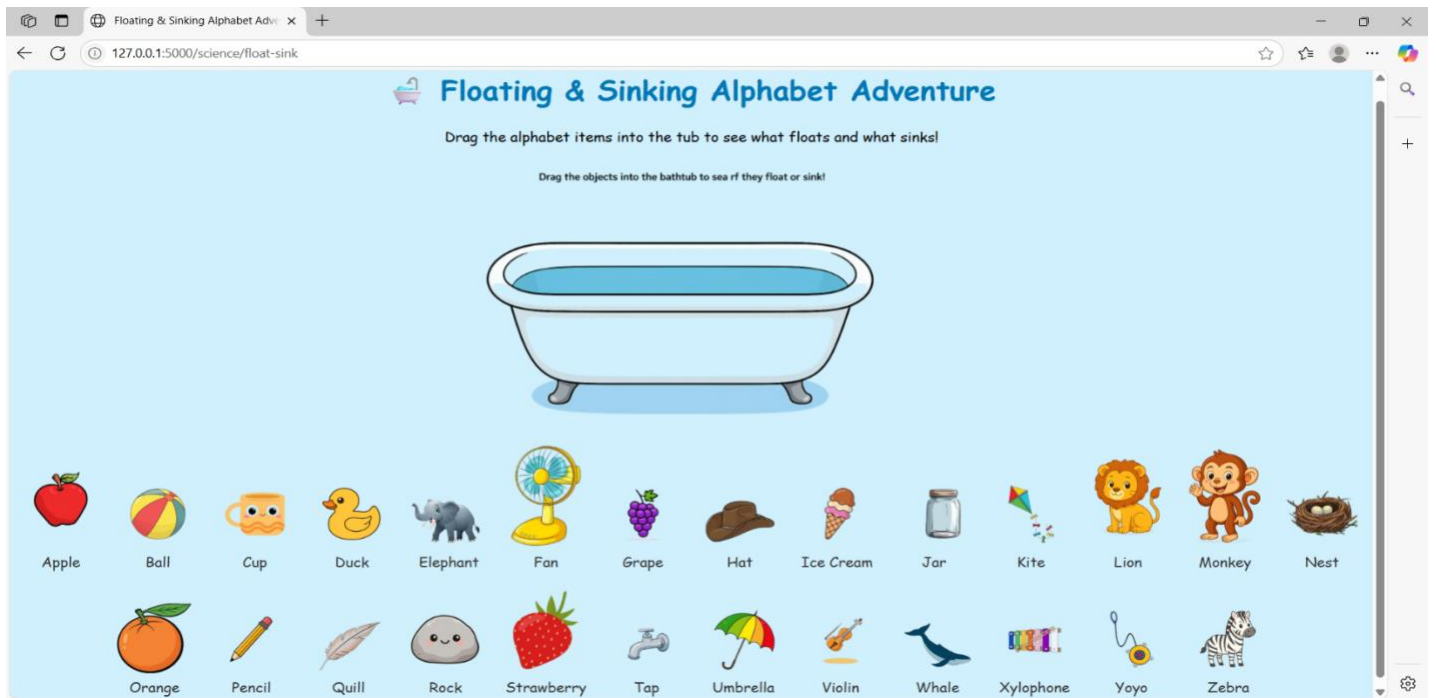 Floating & Sinking Alphabet Adve
127.0.0.1:5000/science/float-sink
Floating & Sinking Alphabet Adventure
Drag the alphabet items into the tub to see what floats and what sinks!
Drag the objects into the bathtub to sea rf they float or sink!
Apple Ball Cup Duck Elephant Fan Grape Hat Ice Cream Jar Kite Lion Monkey Nest
Orange Pencil Quill Rock Strawberry Tap Umbrella Violin Whale Xylophone Yoyo Zebra